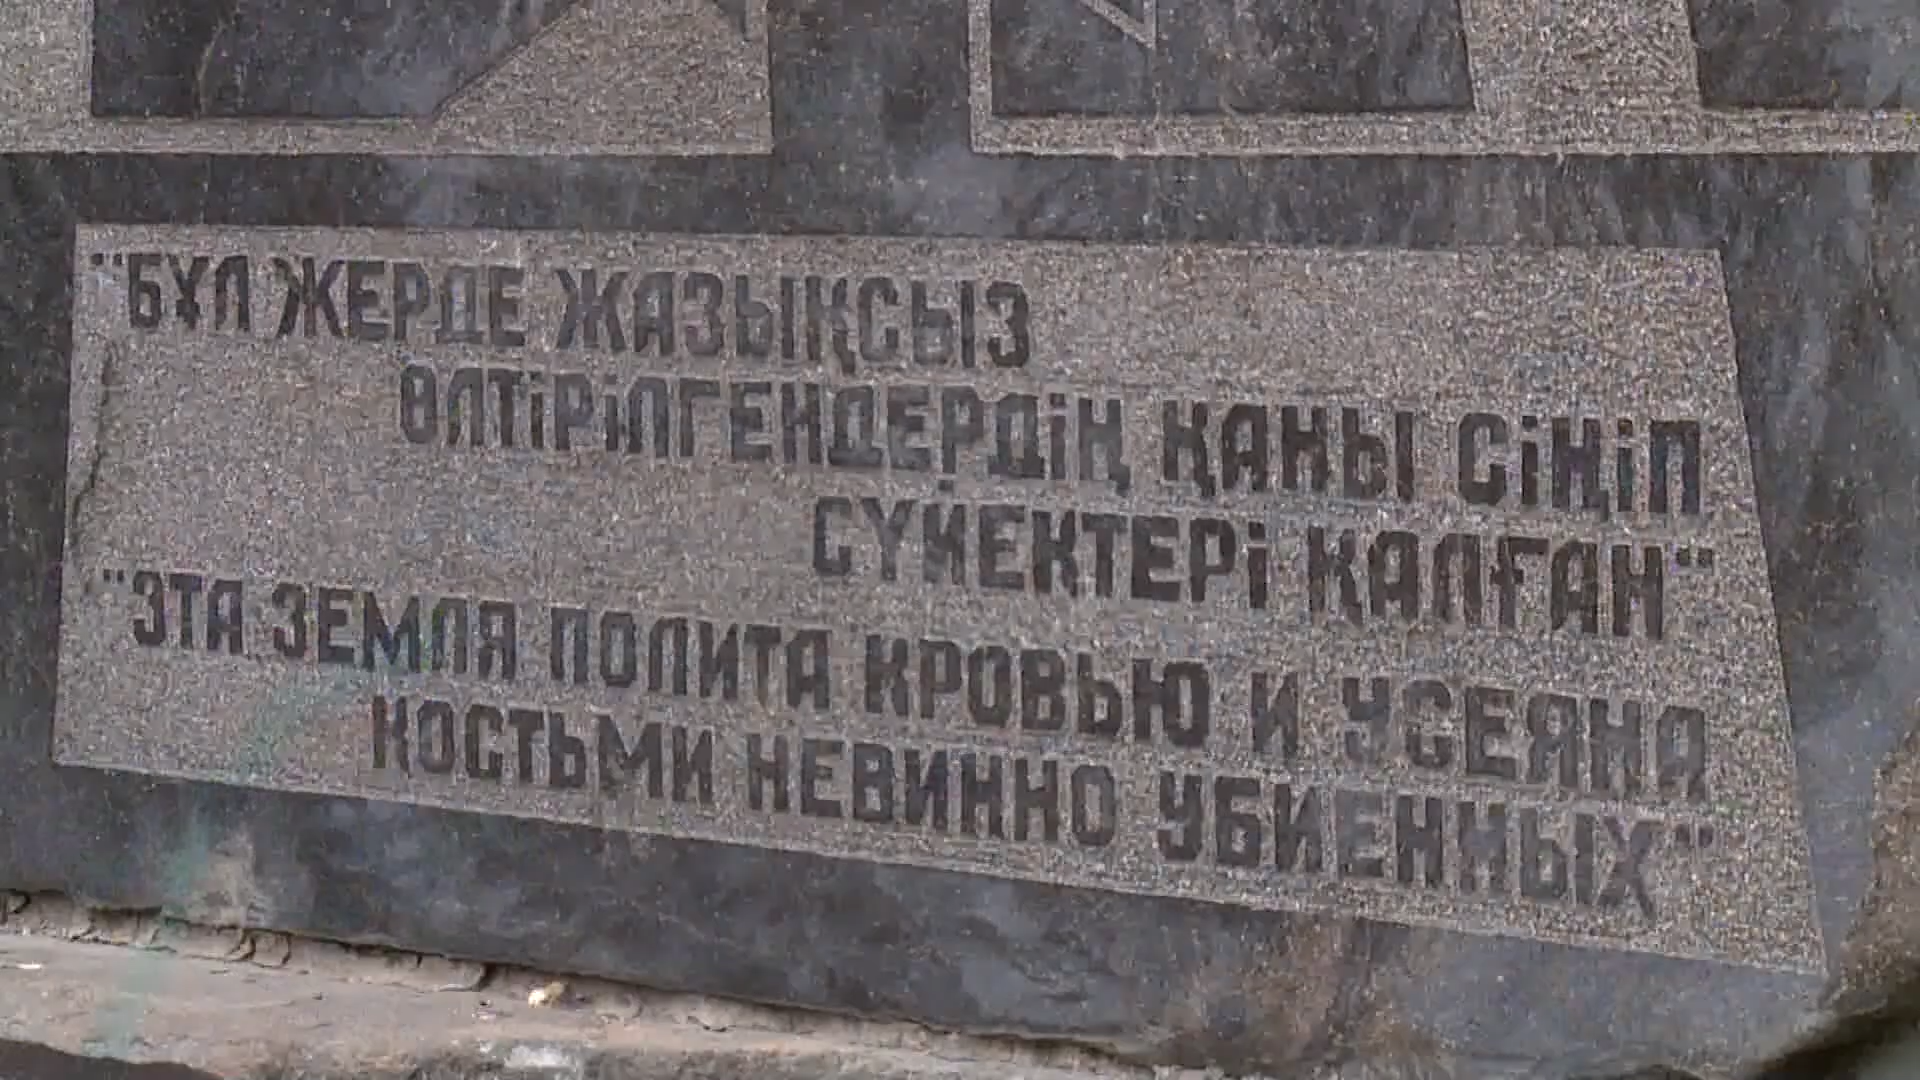 "БҰЛ ЖЕРДЕ ЖАЗЫҚСЫЗ
ӨЛТІРІЛГЕНДЕРДІҢ ҚАНЫ СІҢІП
СҮЙЕКТЕРІ ҚАЛҒАН"
"ЭТА ЗЕМЛЯ ПОЛИТА КРОВЬЮ И УСЕЯНА
КОСТЬМИ НЕВИННО УБИЕННЫХ"